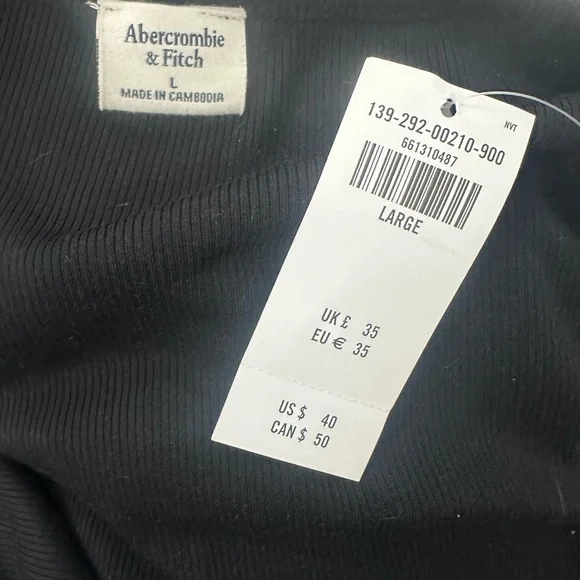 Abercrombie
& Fitch
L
MADE IN CAMBODIA
NVT
139-292-00210-900
661310487
LARGE
UK £ 35
EU € 35
US $ 40
CAN $ 50